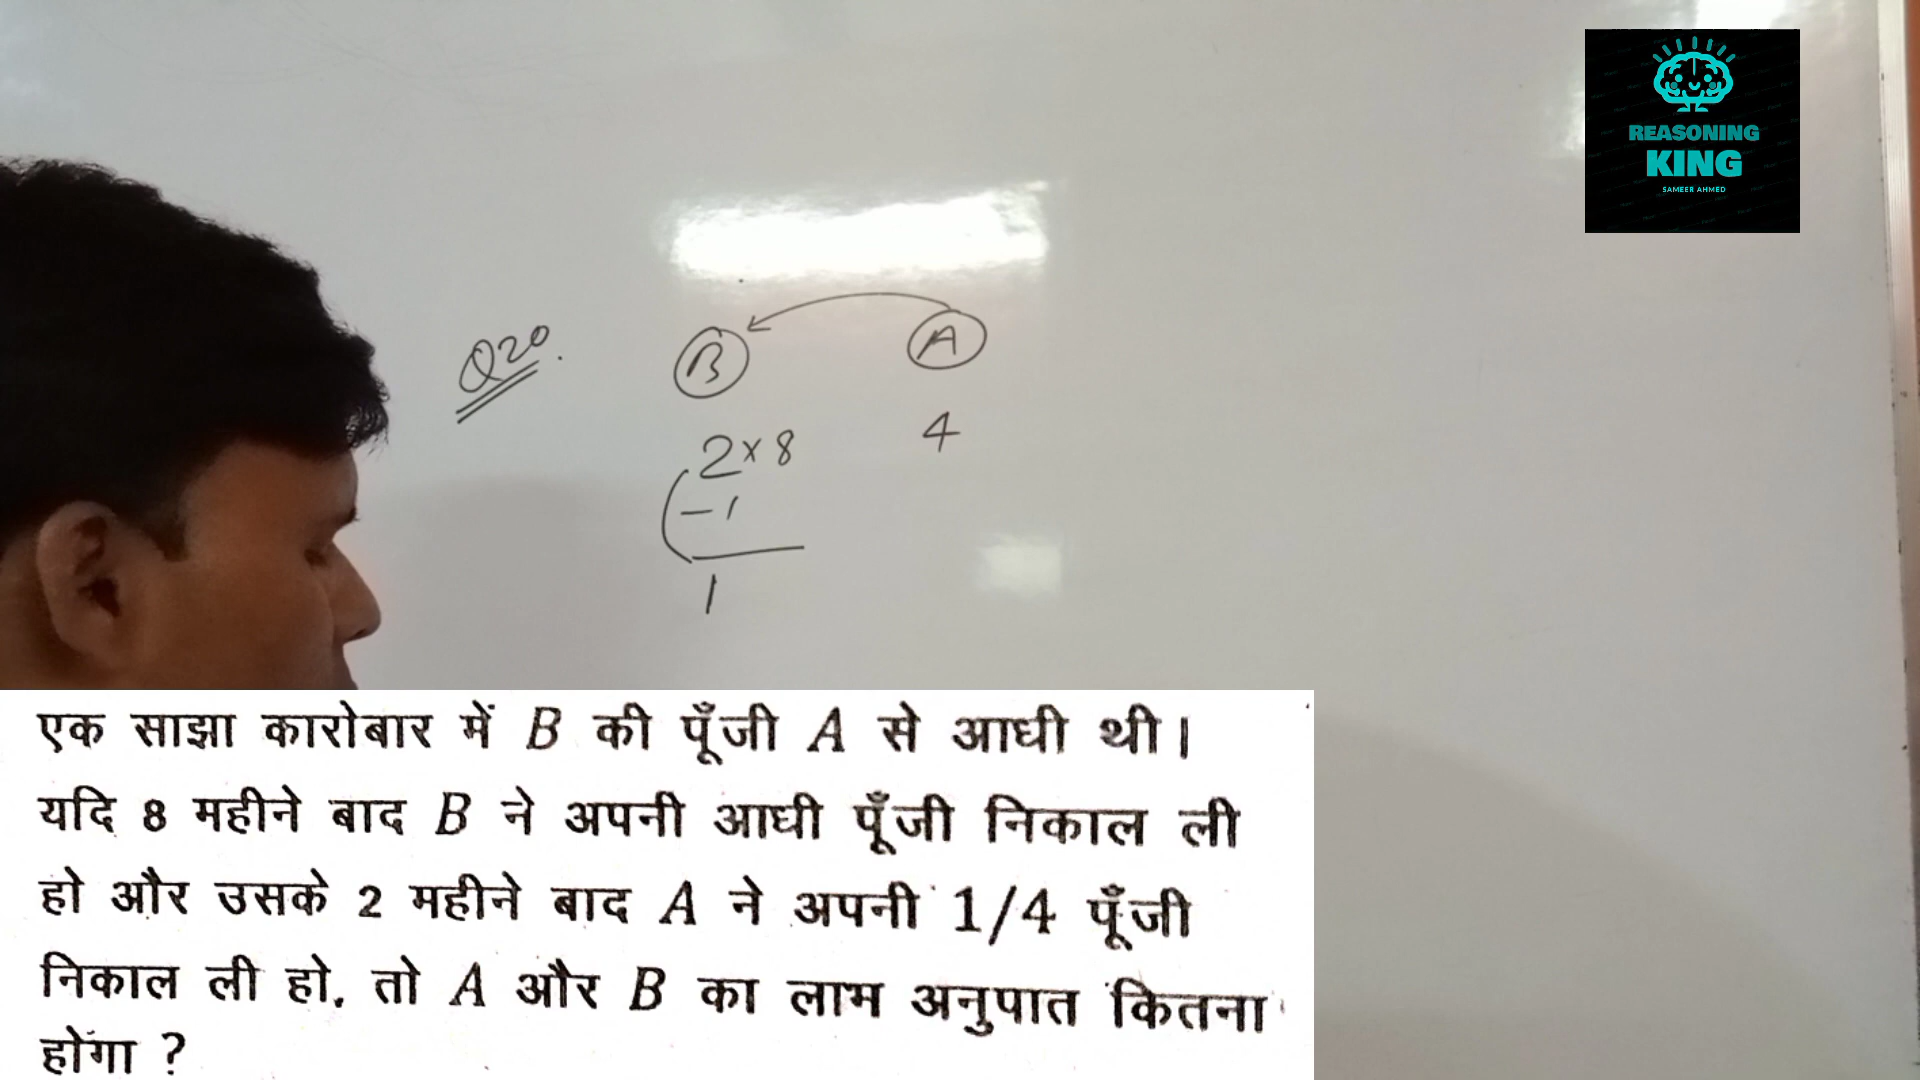 REASONING
KING
SAMEER AHMED
Q20.
B A
2×8 4
-1
1
एक साझा कारोबार में B की पूँजी A से आधी थी।
यदि 8 महीने बाद B ने अपनी आधी पूँजी निकाल ली
हो और उसके 2 महीने बाद A ने अपनी 1/4 पूँजी
निकाल ली हो, तो A और B का लाभ अनुपात कितना
होगा ?